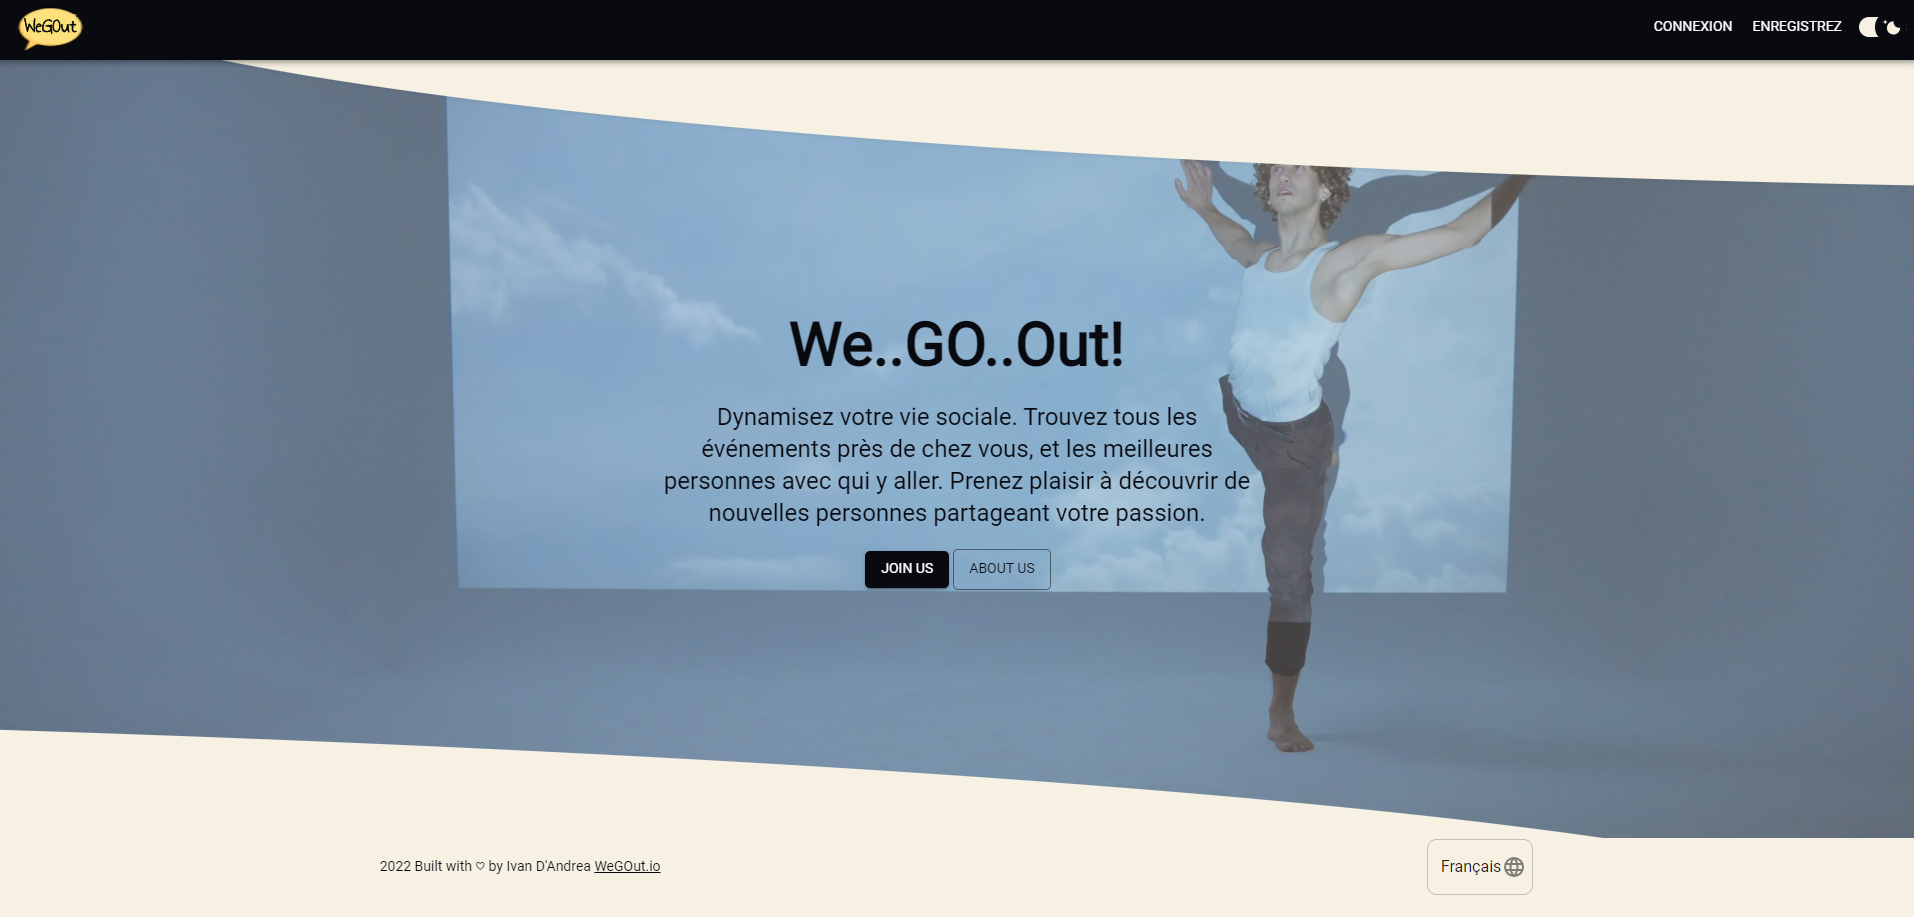 WeGOut
CONNEXION ENREGISTREZ
We..GO..Out!
Dynamisez votre vie sociale. Trouvez tous les
événements près de chez vous, et les meilleures
personnes avec qui y aller. Prenez plaisir à découvrir de
nouvelles personnes partageant votre passion.
JOIN US ABOUT US
2022 Built with ♡ by Ivan D'Andrea WeGOut.io
Français